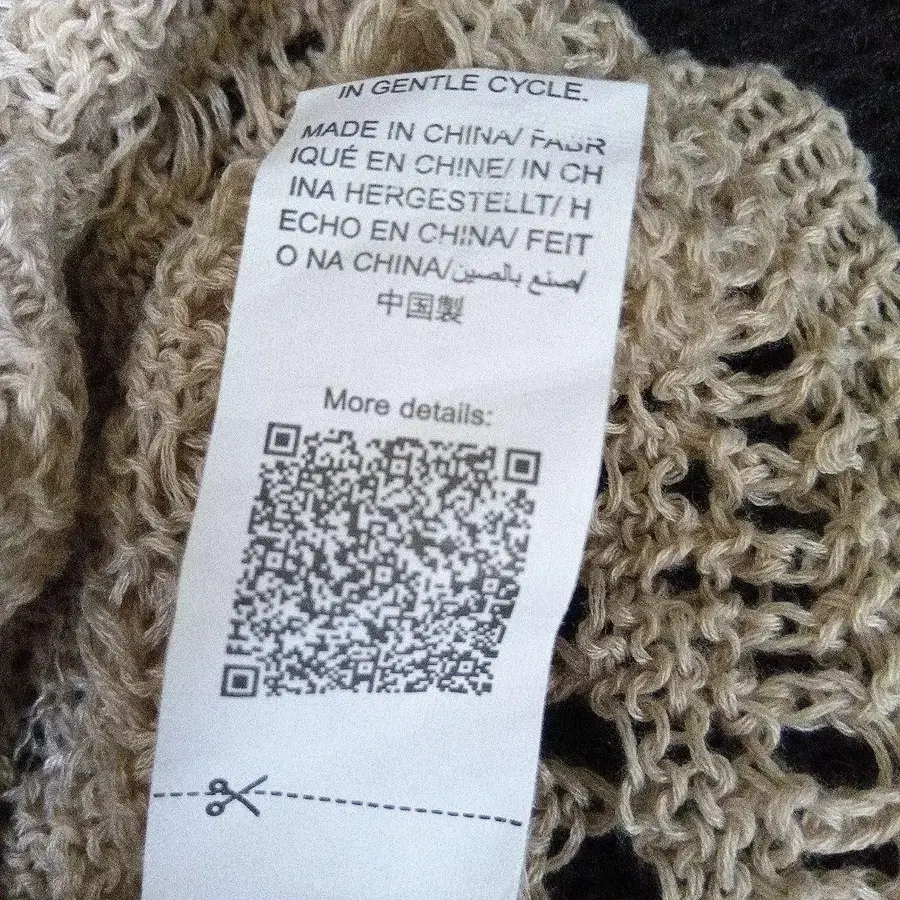 IN GENTLE CYCLE.
MADE IN CHINA/ FABR
IQUÉ EN CHINE/ IN CH
INA HERGESTELLT/ H
ECHO EN CHINA/ FEIT
O NA CHINA/صنع بالصين/
中国製
More details: